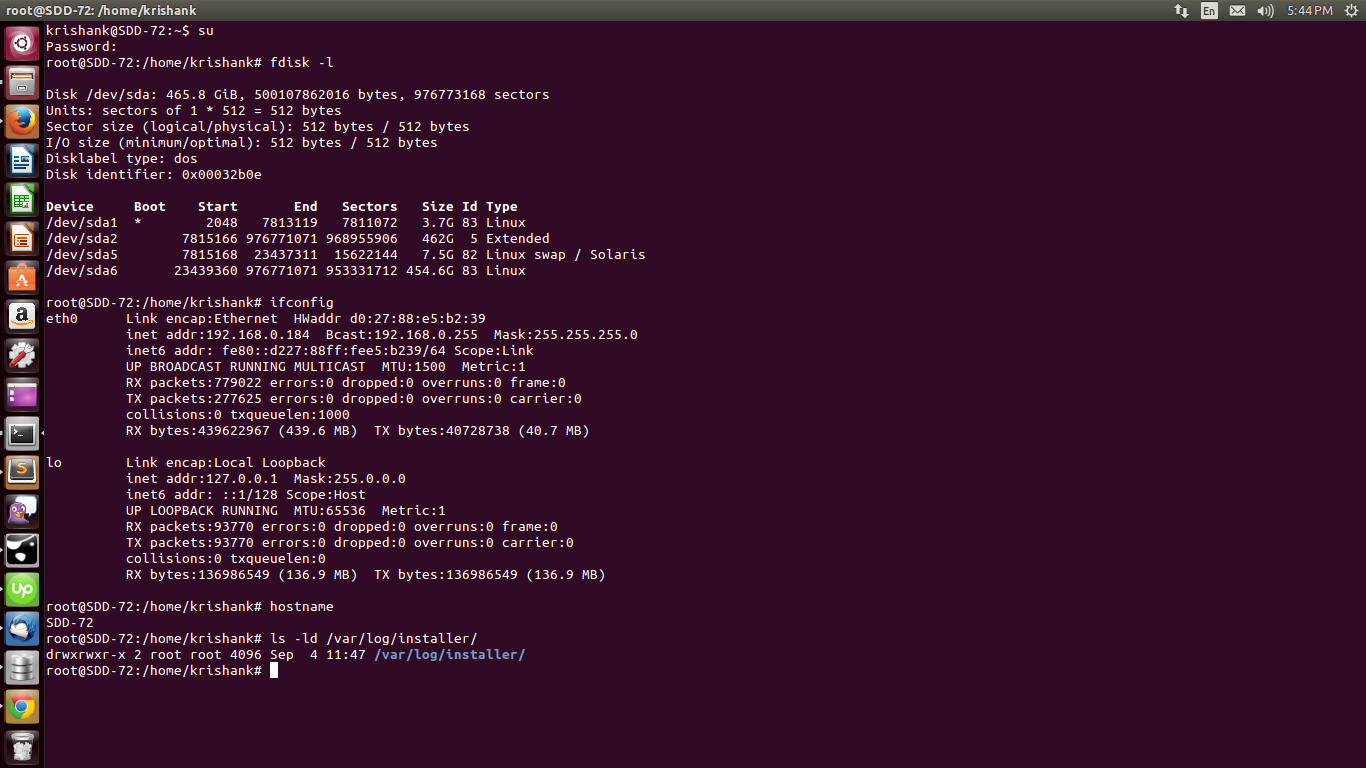 root@SDD-72: /home/krishank
En
5:44 PM
krishank@SDD-72:~$ su
Password:
root@SDD-72:/home/krishank# fdisk -l
Disk /dev/sda: 465.8 GiB, 500107862016 bytes, 976773168 sectors
Units: sectors of 1 * 512 = 512 bytes
Sector size (logical/physical): 512 bytes / 512 bytes
I/O size (minimum/optimal): 512 bytes / 512 bytes
Disklabel type: dos
Disk identifier: 0x00032b0e
Device     Boot    Start       End   Sectors   Size Id Type
/dev/sda1  *        2048   7813119   7811072   3.7G 83 Linux
/dev/sda2        7815166 976771071 968955906   462G  5 Extended
/dev/sda5        7815168  23437311  15622144   7.5G 82 Linux swap / Solaris
/dev/sda6       23439360 976771071 953331712 454.6G 83 Linux
root@SDD-72:/home/krishank# ifconfig
eth0      Link encap:Ethernet  HWaddr d0:27:88:e5:b2:39
          inet addr:192.168.0.184  Bcast:192.168.0.255  Mask:255.255.255.0
          inet6 addr: fe80::d227:88ff:fee5:b239/64 Scope:Link
          UP BROADCAST RUNNING MULTICAST  MTU:1500  Metric:1
          RX packets:779022 errors:0 dropped:0 overruns:0 frame:0
          TX packets:277625 errors:0 dropped:0 overruns:0 carrier:0
          collisions:0 txqueuelen:1000
          RX bytes:439622967 (439.6 MB)  TX bytes:40728738 (40.7 MB)
lo        Link encap:Local Loopback
          inet addr:127.0.0.1  Mask:255.0.0.0
          inet6 addr: ::1/128 Scope:Host
          UP LOOPBACK RUNNING  MTU:65536  Metric:1
          RX packets:93770 errors:0 dropped:0 overruns:0 frame:0
          TX packets:93770 errors:0 dropped:0 overruns:0 carrier:0
          collisions:0 txqueuelen:0
          RX bytes:136986549 (136.9 MB)  TX bytes:136986549 (136.9 MB)
root@SDD-72:/home/krishank# hostname
SDD-72
root@SDD-72:/home/krishank# ls -ld /var/log/installer/
drwxrwxr-x 2 root root 4096 Sep  4 11:47 /var/log/installer/
root@SDD-72:/home/krishank#
a
S
Up